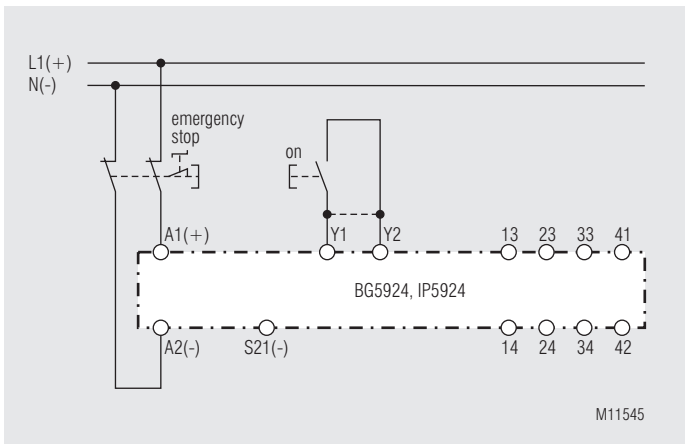 L1(+)
N(-)
emergency
stop
on
A1(+)
Y1
Y2
13
23
33
41
BG5924, IP5924
A2(-)
S21(-)
14
24
34
42
M11545